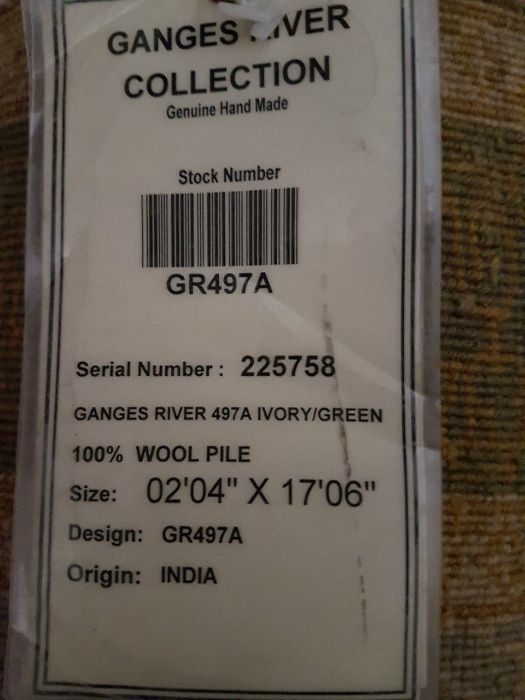 GANGES RIVER
COLLECTION
Genuine Hand Made
Stock Number
GR497A
Serial Number : 225758
GANGES RIVER 497A IVORY/GREEN
100% WOOL PILE
Size: 02'04" X 17'06"
Design: GR497A
Origin: INDIA